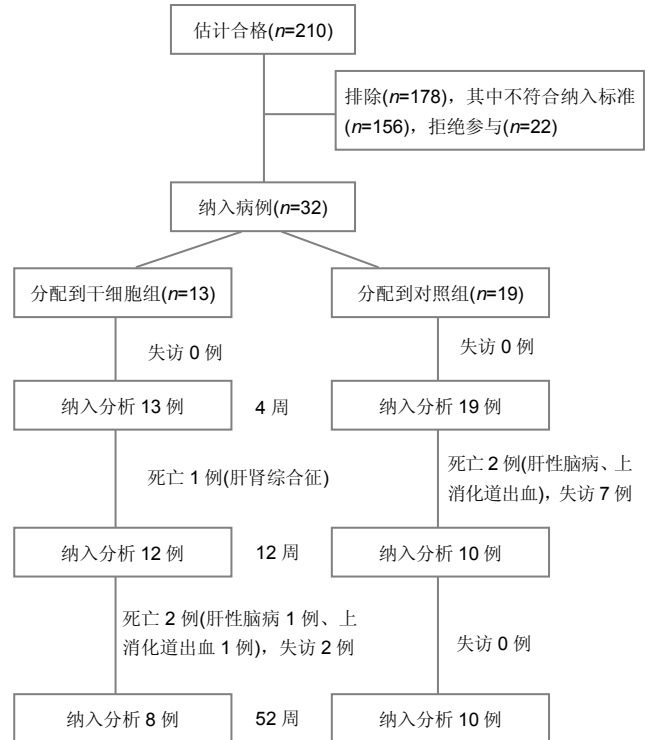 估计合格(n=210)
排除(n=178)，其中不符合纳入标准
(n=156)，拒绝参与(n=22)
纳入病例(n=32)
分配到干细胞组(n=13)
分配到对照组(n=19)
失访 0 例
失访 0 例
纳入分析 13 例
4 周
纳入分析 19 例
死亡 1 例(肝肾综合征)
死亡 2 例(肝性脑病、上
消化道出血)，失访 7 例
纳入分析 12 例
12 周
纳入分析 10 例
死亡 2 例(肝性脑病 1 例、上
消化道出血 1 例)，失访 2 例
失访 0 例
纳入分析 8 例
52 周
纳入分析 10 例